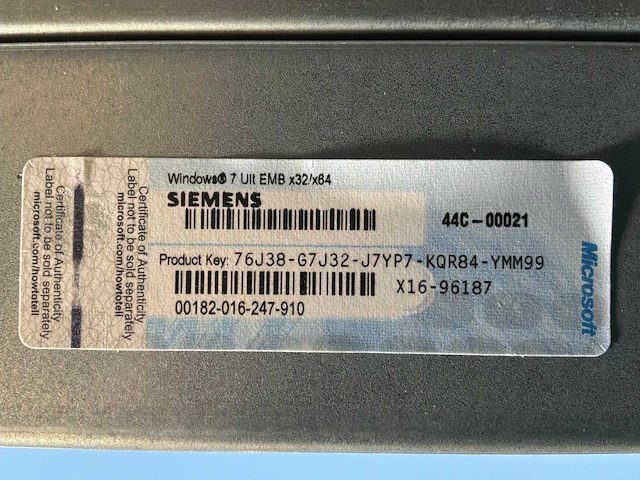 Windows® 7 Ult EMB x32/x64
SIEMENS
44C-00021
Product Key: 76J38-G7J32-J7YP7-KQR84-YMM99
X16-96187
00182-016-247-910
Microsoft
Certificate of Authenticity
Label not to be sold separately
microsoft.com/howtotell
Certificate of Authenticity
Label not to be sold separately
microsoft.com/howtotell